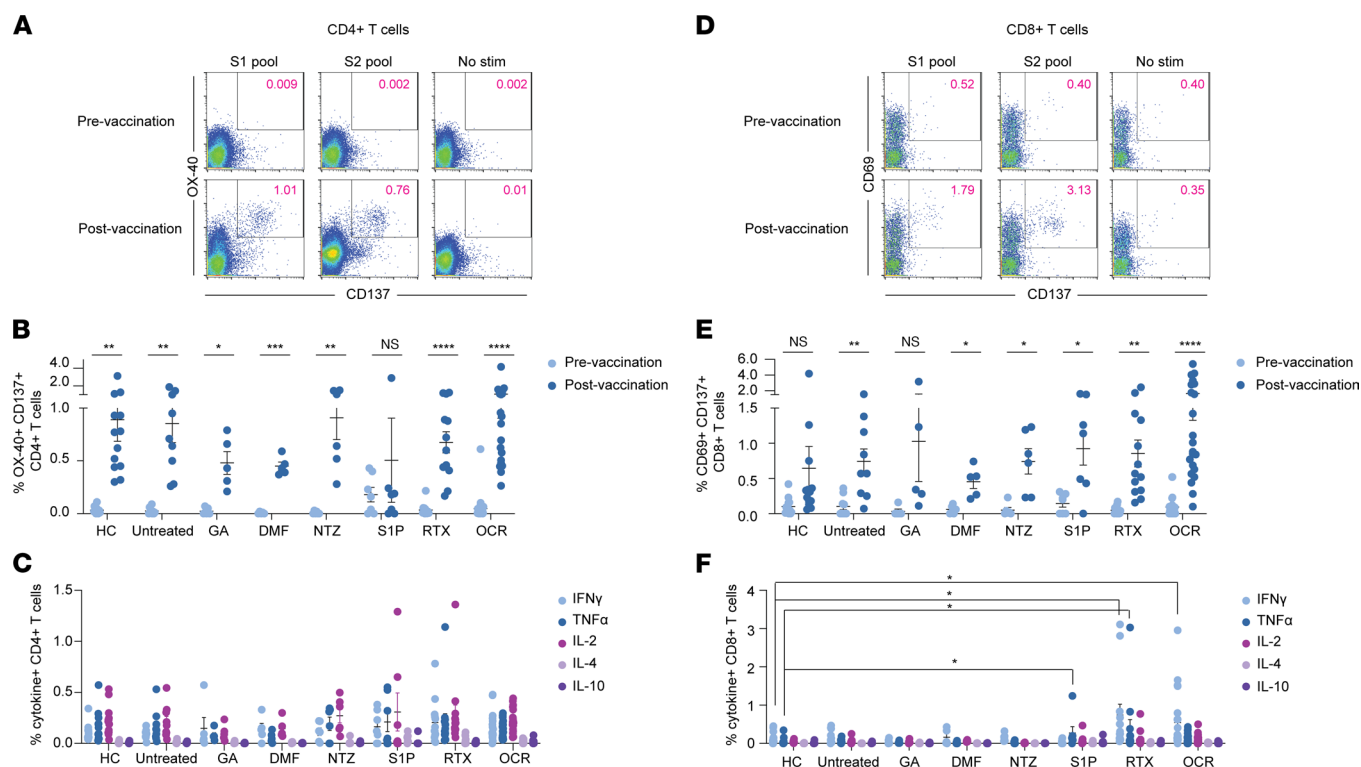 A
CD4+ T cells
S1 pool
S2 pool
No stim
Pre-vaccination
0.009
0.002
0.002
OX-40
Post-vaccination
1.01
0.76
0.01
CD137
D
CD8+ T cells
S1 pool
S2 pool
No stim
Pre-vaccination
0.52
0.40
0.40
CD69
Post-vaccination
1.79
3.13
0.35
CD137
B
** ** * *** ** NS **** ****
% OX-40+ CD137+
CD4+ T cells
4.0
2.0
1.0
0.5
0.0
HC Untreated GA DMF NTZ S1P RTX OCR
Pre-vaccination
Post-vaccination
E
NS ** NS * * * ** ****
% CD69+ CD137+
CD8+ T cells
6.0
4.0
2.0
1.5
1.0
0.5
0.0
HC Untreated GA DMF NTZ S1P RTX OCR
Pre-vaccination
Post-vaccination
C
% cytokine+ CD4+ T cells
1.5
1.0
0.5
0.0
HC Untreated GA DMF NTZ S1P RTX OCR
IFNγ
TNFα
IL-2
IL-4
IL-10
F
% cytokine+ CD8+ T cells
4
3
2
1
0
*
*
*
*
HC Untreated GA DMF NTZ S1P RTX OCR
IFNγ
TNFα
IL-2
IL-4
IL-10